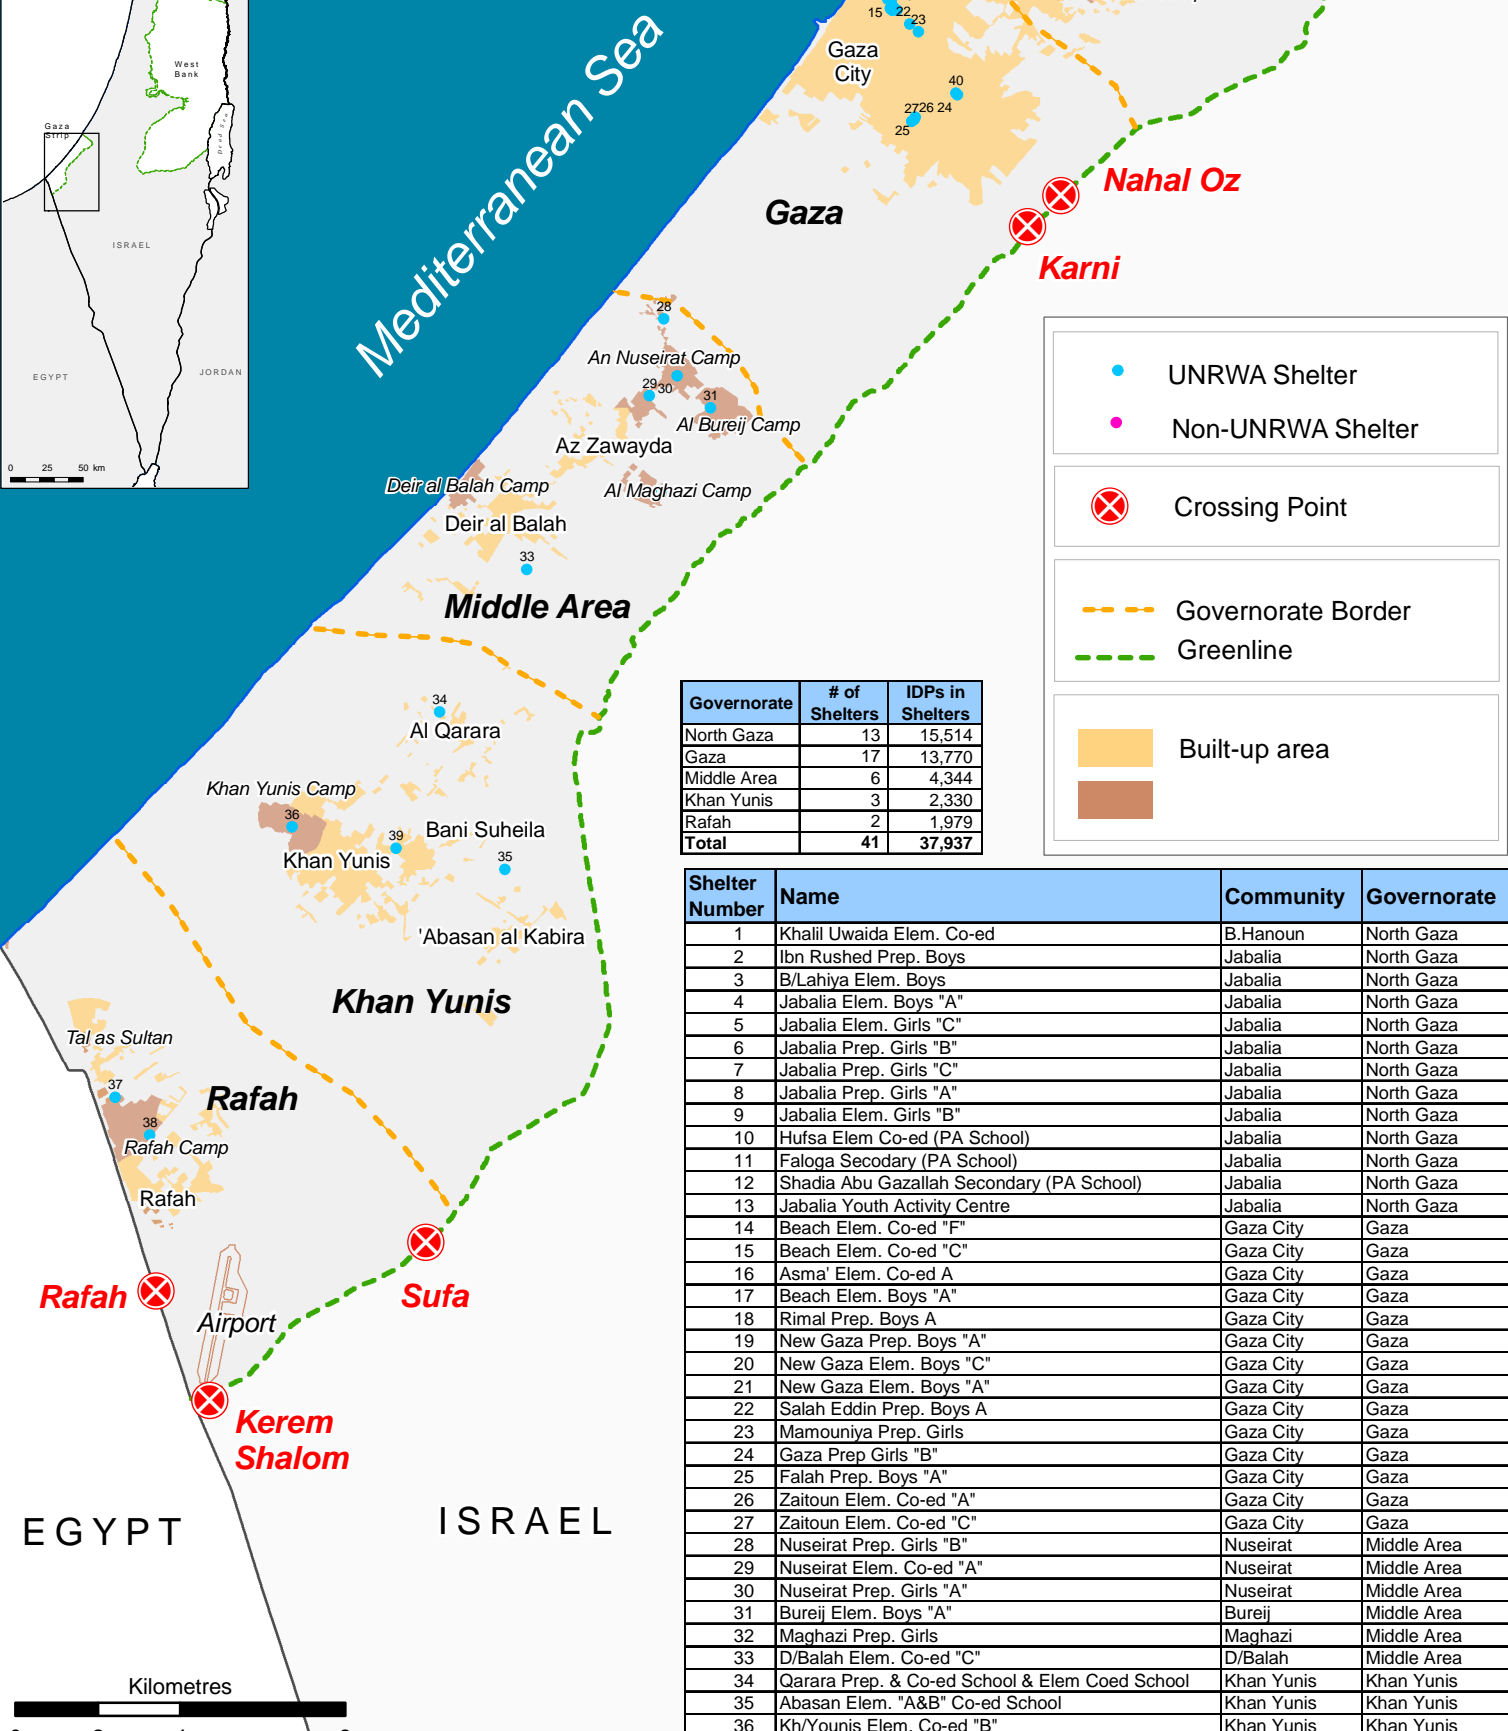 West
Bank
Gaza
Strip
Dead Sea
ISRAEL
EGYPT
JORDAN
0 25 50 km
Mediterranean Sea
15 22
23
Gaza
City
40
27 26 24
25
Nahal Oz
Karni
Gaza
28
An Nuseirat Camp
29 30
31
Al Bureij Camp
Az Zawayda
Deir al Balah Camp
Al Maghazi Camp
Deir al Balah
33
Middle Area
UNRWA Shelter
Non-UNRWA Shelter
Crossing Point
Governorate Border
Greenline
Built-up area
34
Al Qarara
Khan Yunis Camp
36
39
Bani Suheila
35
Khan Yunis
'Abasan al Kabira
Khan Yunis
Tal as Sultan
37
Rafah
38
Rafah Camp
Rafah
Rafah
Sufa
Airport
Kerem
Shalom
EGYPT
ISRAEL
Kilometres
Governorate # of Shelters IDPs in Shelters
North Gaza 13 15,514
Gaza 17 13,770
Middle Area 6 4,344
Khan Yunis 3 2,330
Rafah 2 1,979
Total 41 37,937
Shelter Number Name Community Governorate
1 Khalil Uwaida Elem. Co-ed B.Hanoun North Gaza
2 Ibn Rushed Prep. Boys Jabalia North Gaza
3 B/Lahiya Elem. Boys Jabalia North Gaza
4 Jabalia Elem. Boys "A" Jabalia North Gaza
5 Jabalia Elem. Girls "C" Jabalia North Gaza
6 Jabalia Prep. Girls "B" Jabalia North Gaza
7 Jabalia Prep. Girls "C" Jabalia North Gaza
8 Jabalia Prep. Girls "A" Jabalia North Gaza
9 Jabalia Elem. Girls "B" Jabalia North Gaza
10 Hufsa Elem Co-ed (PA School) Jabalia North Gaza
11 Faloga Secodary (PA School) Jabalia North Gaza
12 Shadia Abu Gazallah Secondary (PA School) Jabalia North Gaza
13 Jabalia Youth Activity Centre Jabalia North Gaza
14 Beach Elem. Co-ed "F" Gaza City Gaza
15 Beach Elem. Co-ed "C" Gaza City Gaza
16 Asma' Elem. Co-ed A Gaza City Gaza
17 Beach Elem. Boys "A" Gaza City Gaza
18 Rimal Prep. Boys A Gaza City Gaza
19 New Gaza Prep. Boys "A" Gaza City Gaza
20 New Gaza Elem. Boys "C" Gaza City Gaza
21 New Gaza Elem. Boys "A" Gaza City Gaza
22 Salah Eddin Prep. Boys A Gaza City Gaza
23 Mamouniya Prep. Girls Gaza City Gaza
24 Gaza Prep Girls "B" Gaza City Gaza
25 Falah Prep. Boys "A" Gaza City Gaza
26 Zaitoun Elem. Co-ed "A" Gaza City Gaza
27 Zaitoun Elem. Co-ed "C" Gaza City Gaza
28 Nuseirat Prep. Girls "B" Nuseirat Middle Area
29 Nuseirat Elem. Co-ed "A" Nuseirat Middle Area
30 Nuseirat Prep. Girls "A" Nuseirat Middle Area
31 Bureij Elem. Boys "A" Bureij Middle Area
32 Maghazi Prep. Girls Maghazi Middle Area
33 D/Balah Elem. Co-ed "C" D/Balah Middle Area
34 Qarara Prep. & Co-ed School & Elem Coed School Khan Yunis Khan Yunis
35 Abasan Elem. "A&B" Co-ed School Khan Yunis Khan Yunis
36 Kh/Younis Elem. Co-ed "B" Khan Yunis Khan Yunis